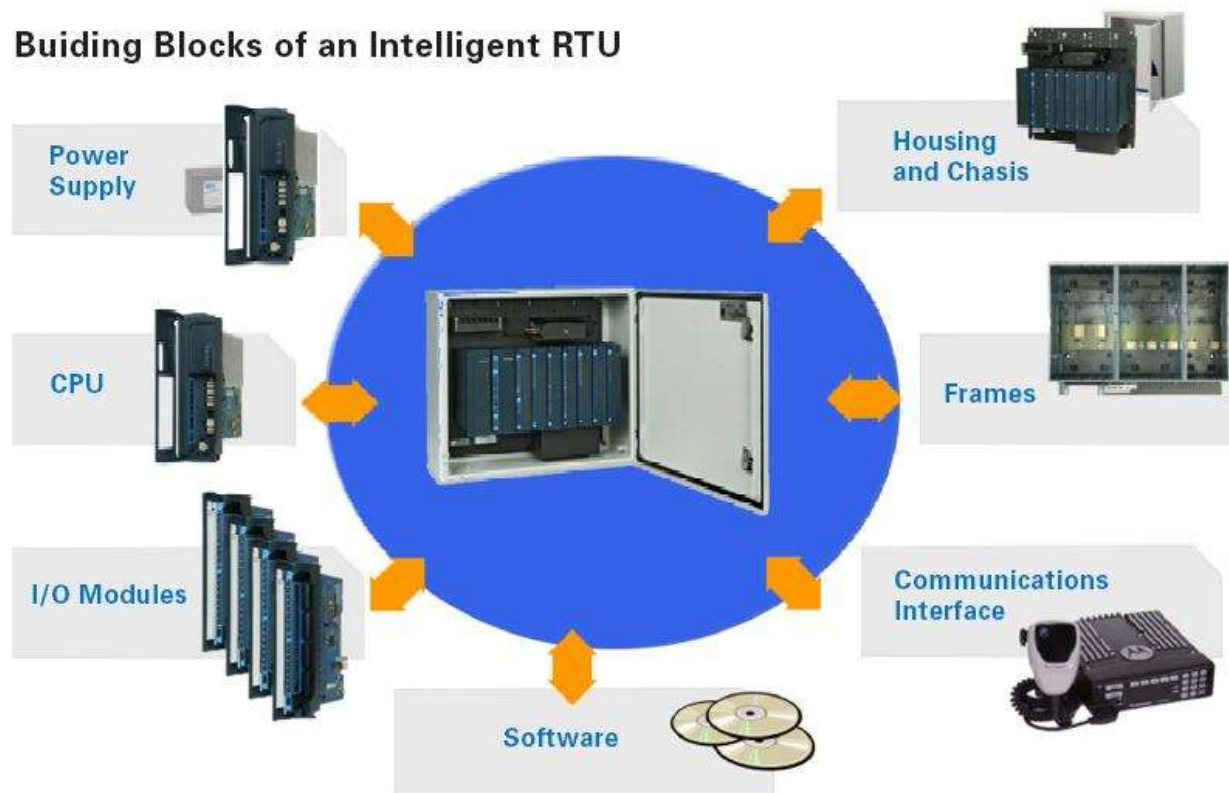 Buiding Blocks of an Intelligent RTU
Power
Supply
Housing
and Chasis
CPU
Frames
I/O Modules
Communications
Interface
Software